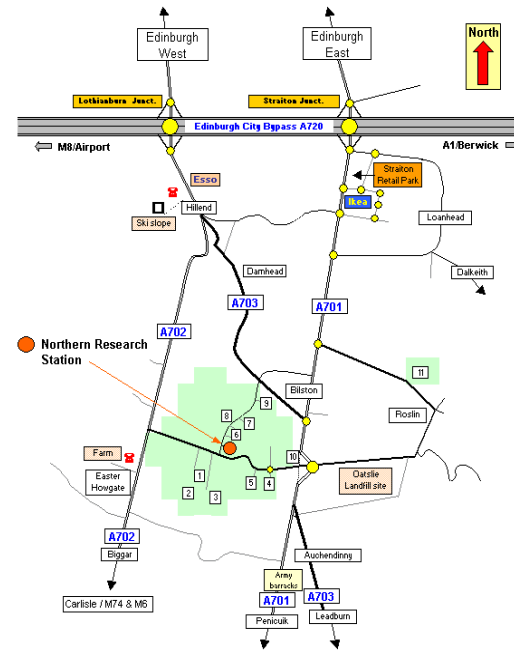 Edinburgh
West
Edinburgh
East
North
Lothianburn Junct.
Straiton Junct.
Edinburgh City Bypass A720
M8/Airport
A1/Berwick
Esso
Straiton
Retail Park
Ikea
Ski slope
Hillend
Loanhead
Damhead
Dalkeith
A703
A701
A702
Northern Research
Station
11
Bilston
9
8
7
Roslin
6
Farm
10
Easter
Howgate
1
5
4
Oatslie
Landfill site
2
3
A702
Biggar
Auchendinny
Army
barracks
Carlisle / M74 & M6
A701
A703
Penicuik
Leadburn